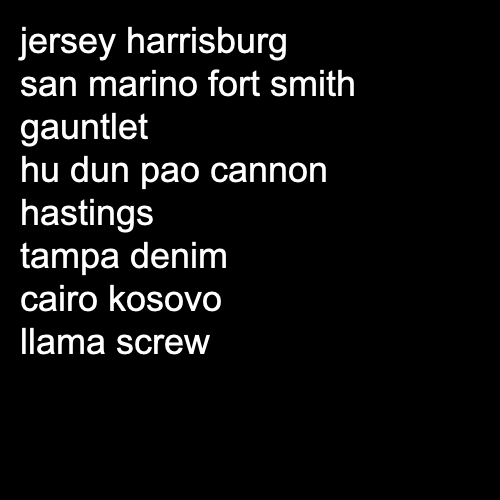 jersey harrisburg
san marino fort smith
gauntlet
hu dun pao cannon
hastings
tampa denim
cairo kosovo
llama screw